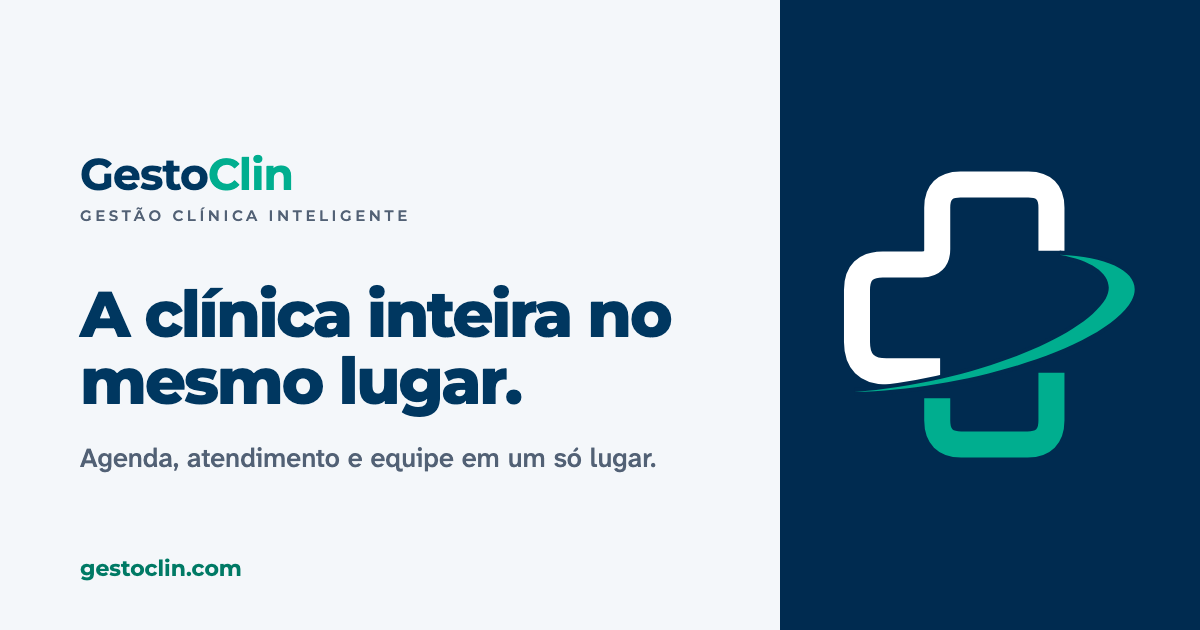 GestoClin
GESTÃO CLÍNICA INTELIGENTE
A clínica inteira no
mesmo lugar.
Agenda, atendimento e equipe em um só lugar.
gestoclin.com